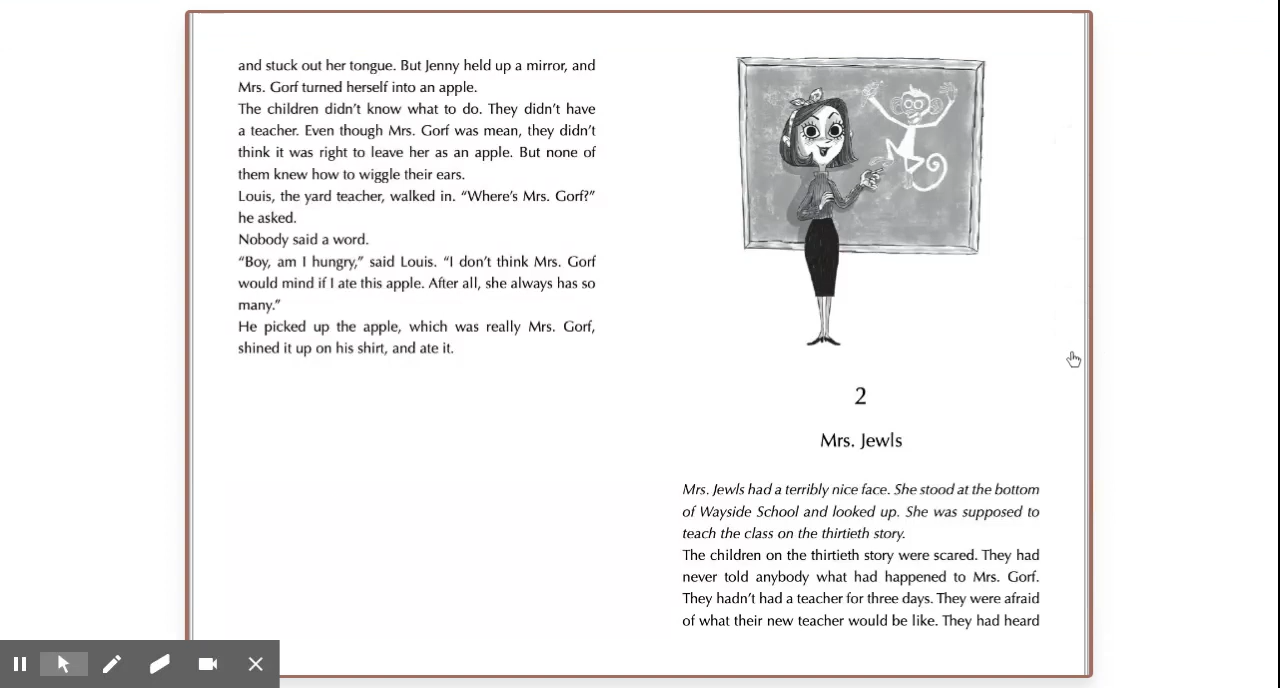 and stuck out her tongue. But Jenny held up a mirror, and
Mrs. Gorf turned herself into an apple.
The children didn’t know what to do. They didn’t have
a teacher. Even though Mrs. Gorf was mean, they didn’t
think it was right to leave her as an apple. But none of
them knew how to wiggle their ears.
Louis, the yard teacher, walked in. “Where’s Mrs. Gorf?”
he asked.
Nobody said a word.
“Boy, am I hungry,” said Louis. “I don’t think Mrs. Gorf
would mind if I ate this apple. After all, she always has so
many.”
He picked up the apple, which was really Mrs. Gorf,
shined it up on his shirt, and ate it.
2
Mrs. Jewls
Mrs. Jewls had a terribly nice face. She stood at the bottom
of Wayside School and looked up. She was supposed to
teach the class on the thirtieth story.
The children on the thirtieth story were scared. They had
never told anybody what had happened to Mrs. Gorf.
They hadn’t had a teacher for three days. They were afraid
of what their new teacher would be like. They had heard